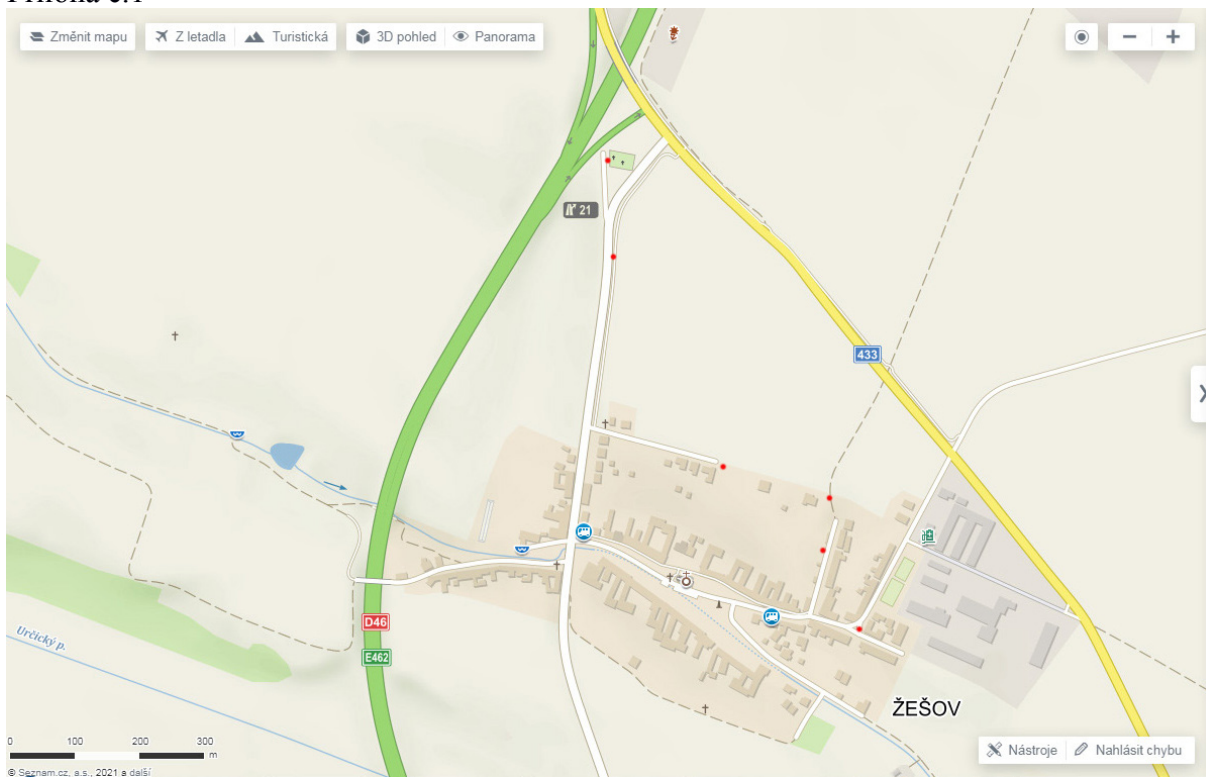 Příloha č.1
Změnit mapu Z letadla Turistická 3D pohled Panorama
21
433
D46
E462
Určický p.
ŽEŠOV
0 100 200 300
m
Nástroje Nahlásit chybu
© Seznam.cz, a.s., 2021 a další